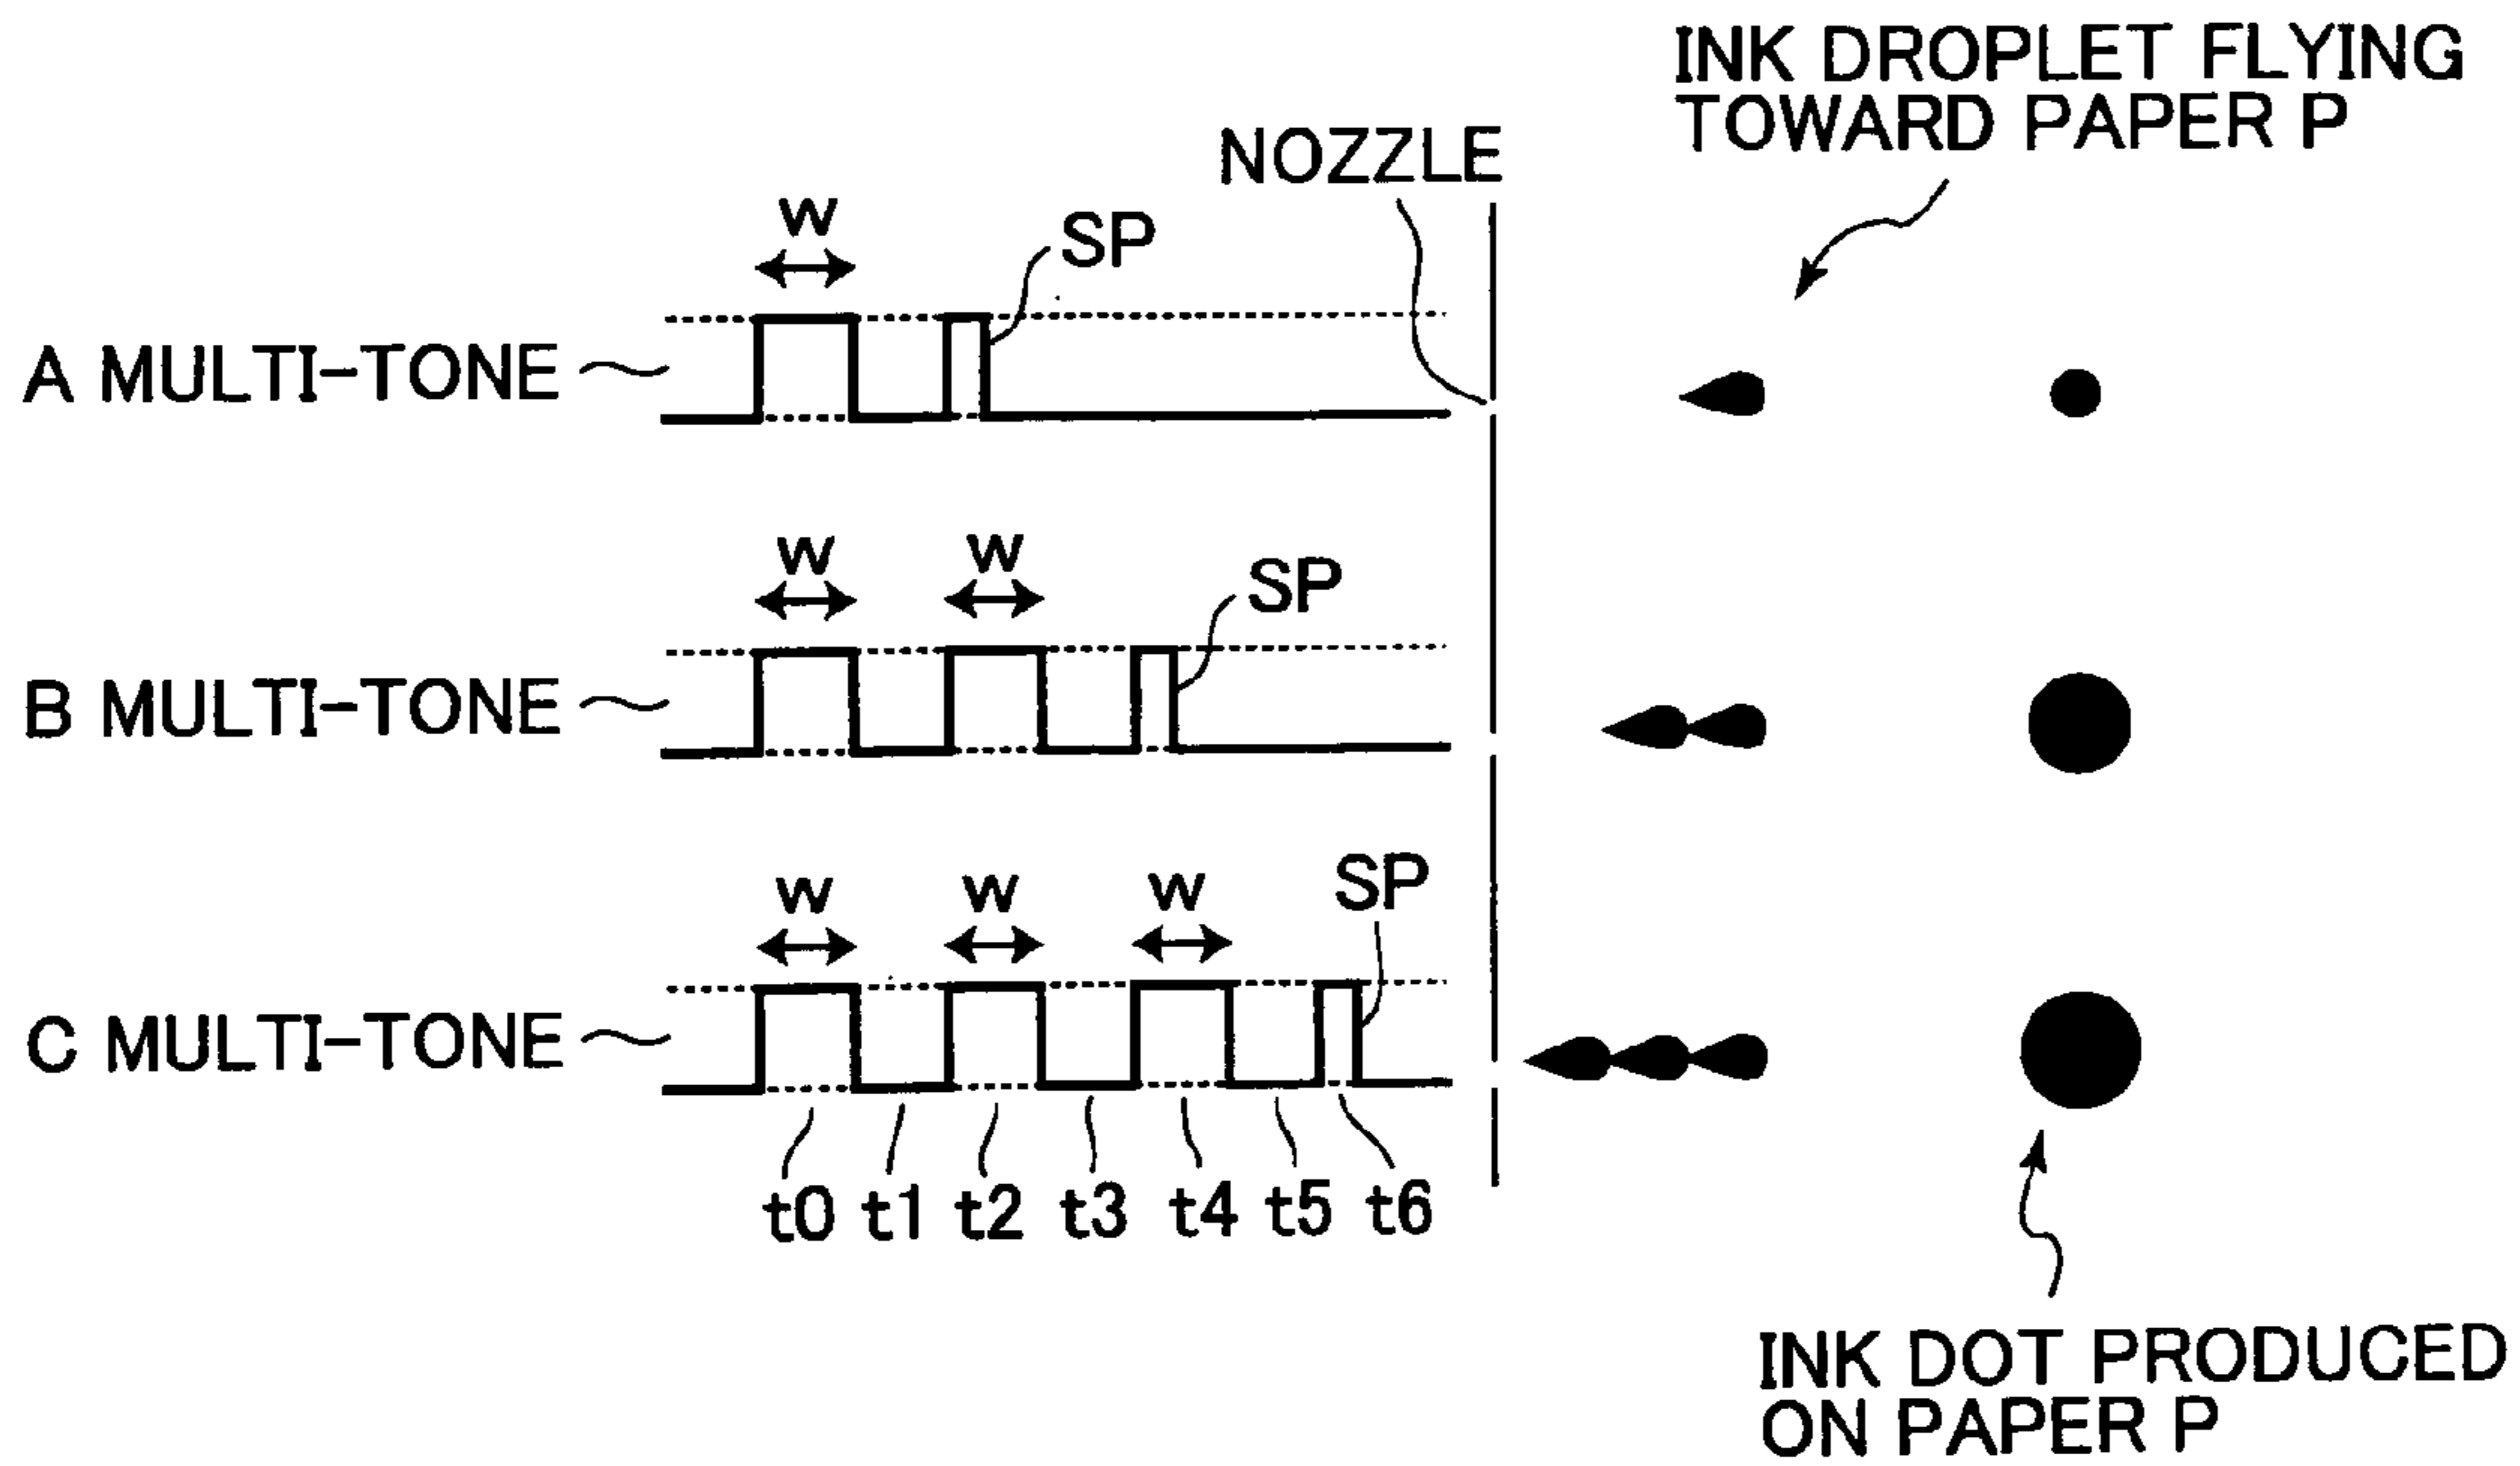 INK DROPLET FLYING
TOWARD PAPER P
NOZZLE
w
SP
A MULTI-TONE
w w
SP
B MULTI-TONE
w w w
SP
C MULTI-TONE
t0 t1 t2 t3 t4 t5 t6
INK DOT PRODUCED
ON PAPER P